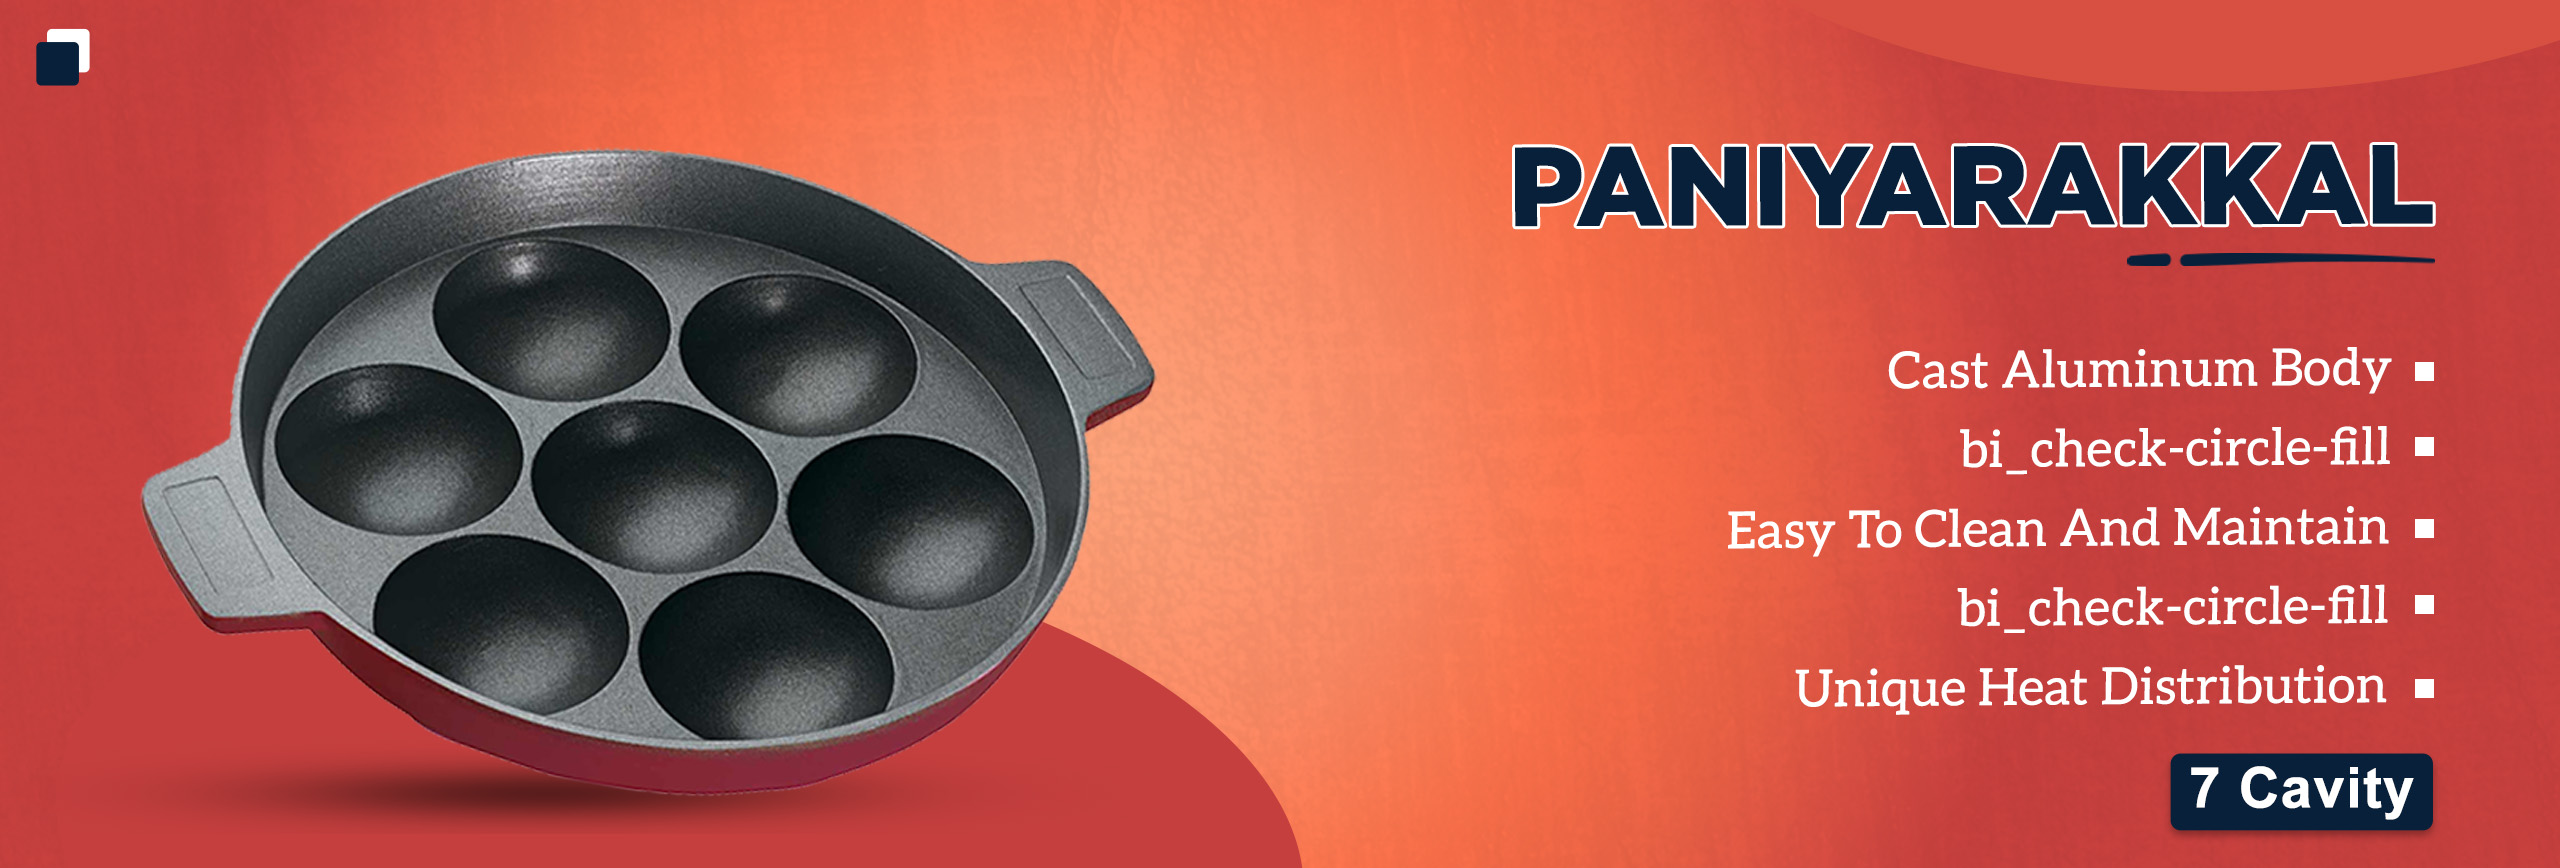 PANIYARAKKAL
Cast Aluminum Body
bi_check-circle-fill
Easy To Clean And Maintain
bi_check-circle-fill
Unique Heat Distribution
7 Cavity